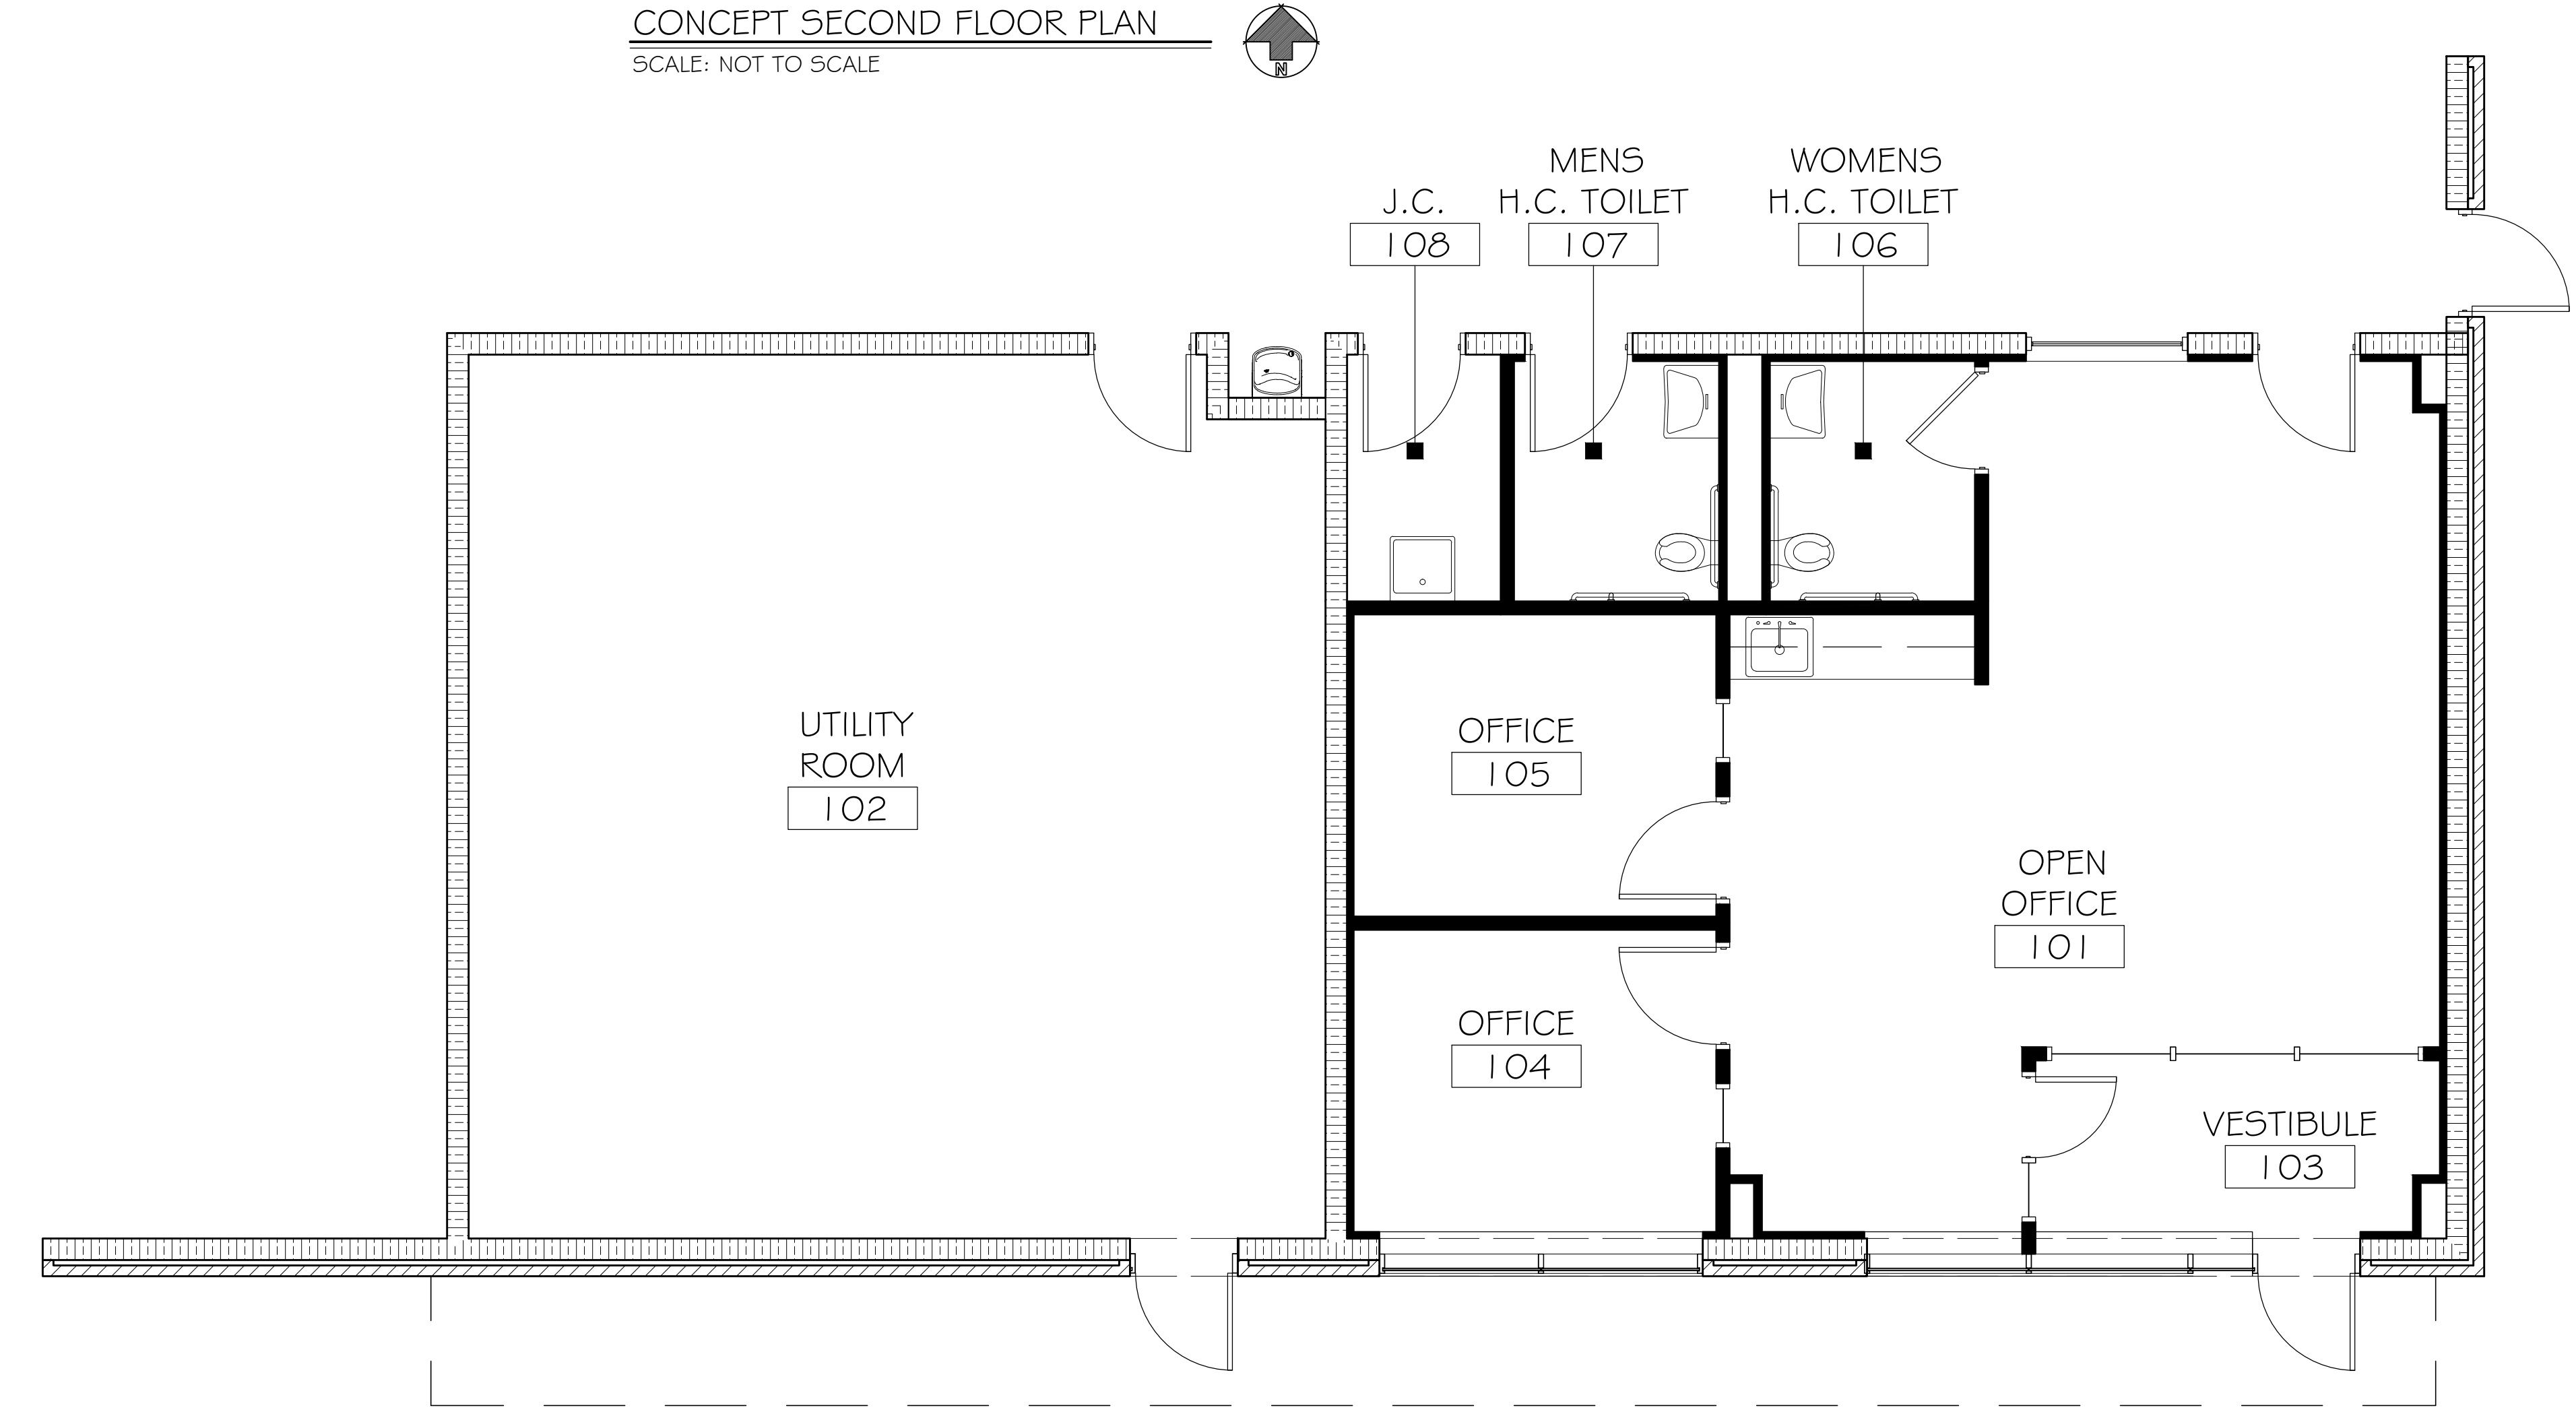 CONCEPT SECOND FLOOR PLAN
SCALE: NOT TO SCALE
N
J.C.
108
MENS
H.C. TOILET
107
WOMENS
H.C. TOILET
106
UTILITY
ROOM
102
OFFICE
105
OPEN
OFFICE
101
OFFICE
104
VESTIBULE
103